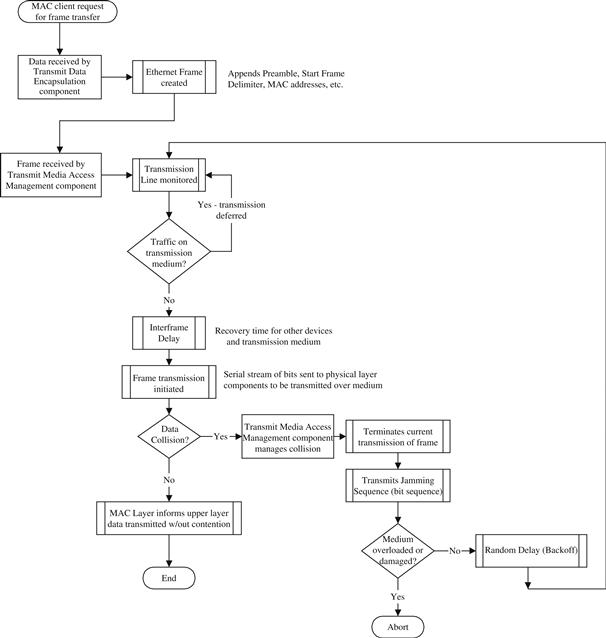 MAC client request
for frame transfer
Data received by
Transmit Data
Encapsulation
component
Ethernet Frame
created
Appends Preamble, Start Frame
Delimiter, MAC addresses, etc.
Frame received by
Transmit Media Access
Management component
Transmission
Line monitored
Yes - transmission
deferred
Traffic on
transmission
medium?
No
Interframe
Delay
Recovery time for other devices
and transmission medium
Frame transmission
initiated
Serial stream of bits sent to physical layer
components to be transmitted over medium
Data
Collision?
Yes
Transmit Media Access
Management component
manages collision
Terminates current
transmission of frame
No
Transmits Jamming
Sequence (bit sequence)
MAC Layer informs upper layer
data transmitted w/out contention
Medium
overloaded or
damaged?
No
Random Delay (Backoff)
End
Yes
Abort